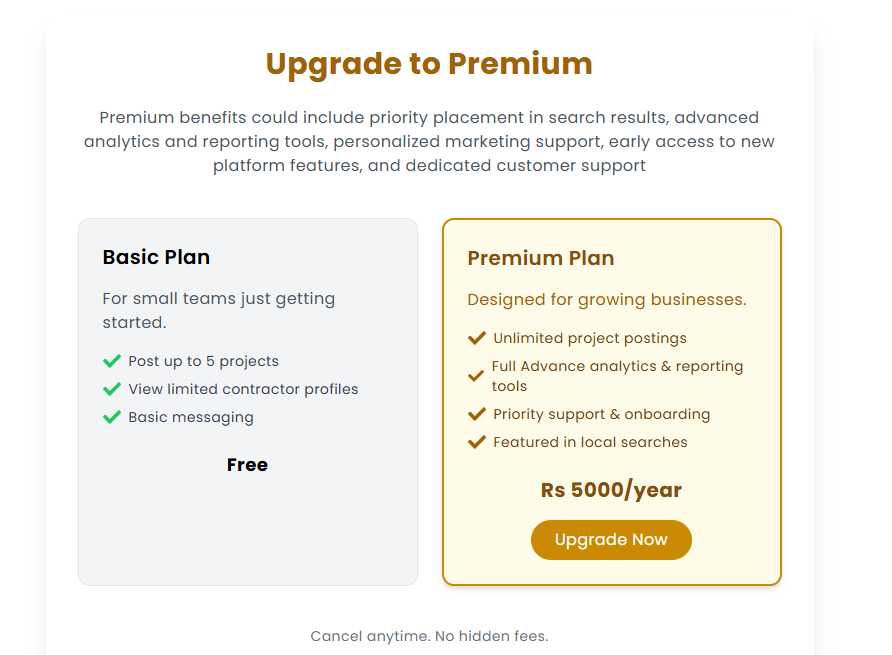 Upgrade to Premium
Premium benefits could include priority placement in search results, advanced
analytics and reporting tools, personalized marketing support, early access to new
platform features, and dedicated customer support
Basic Plan
For small teams just getting
started.
Post up to 5 projects
View limited contractor profiles
Basic messaging
Free
Premium Plan
Designed for growing businesses.
Unlimited project postings
Full Advance analytics & reporting
tools
Priority support & onboarding
Featured in local searches
Rs 5000/year
Upgrade Now
Cancel anytime. No hidden fees.